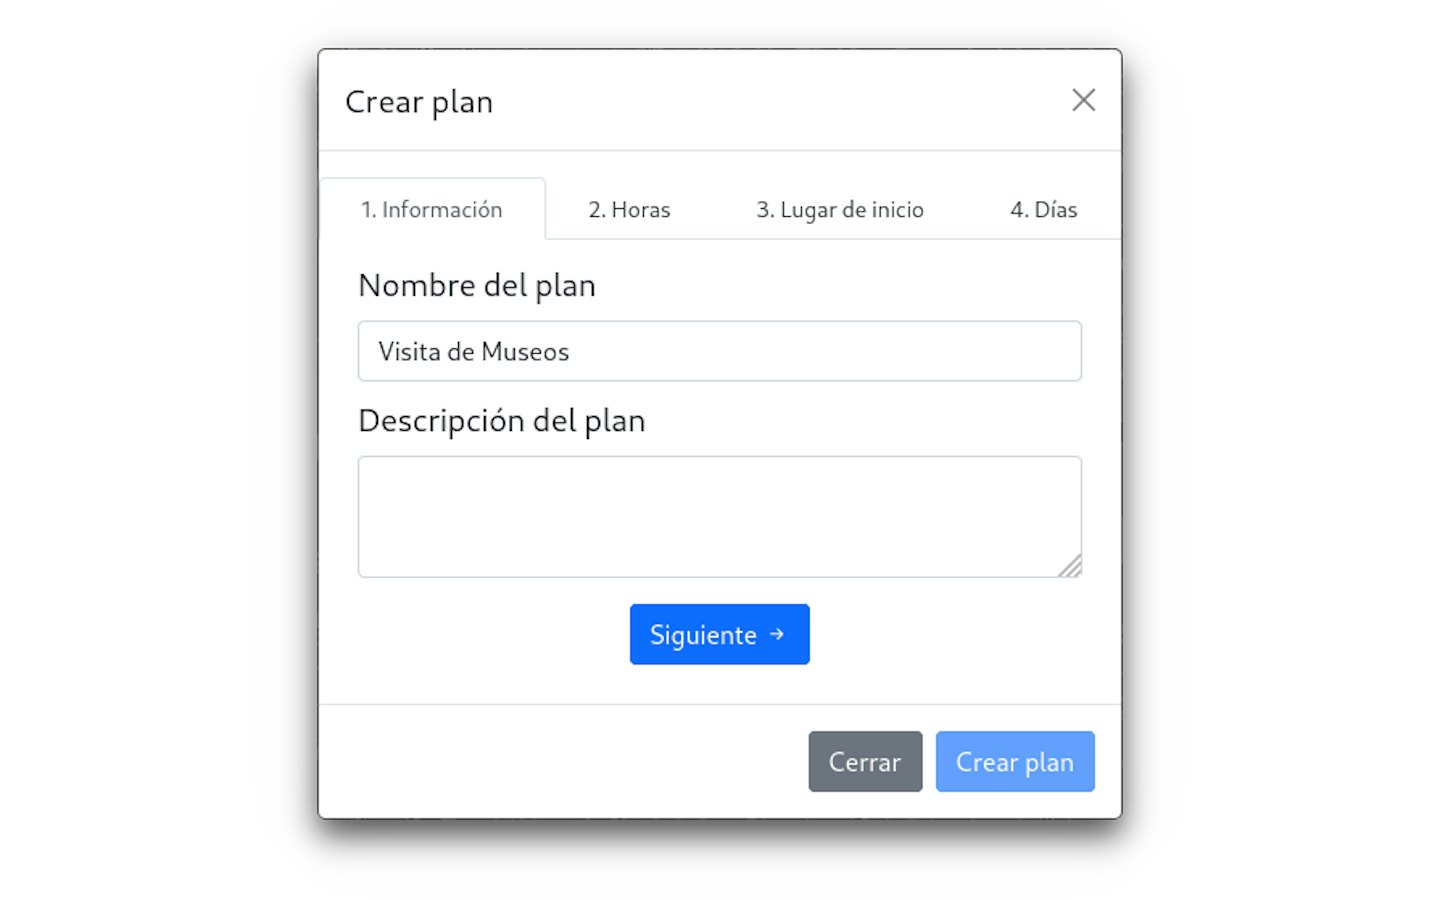 Crear plan
1. Información 2. Horas 3. Lugar de inicio 4. Días
Nombre del plan
Visita de Museos
Descripción del plan
Siguiente →
Cerrar Crear plan